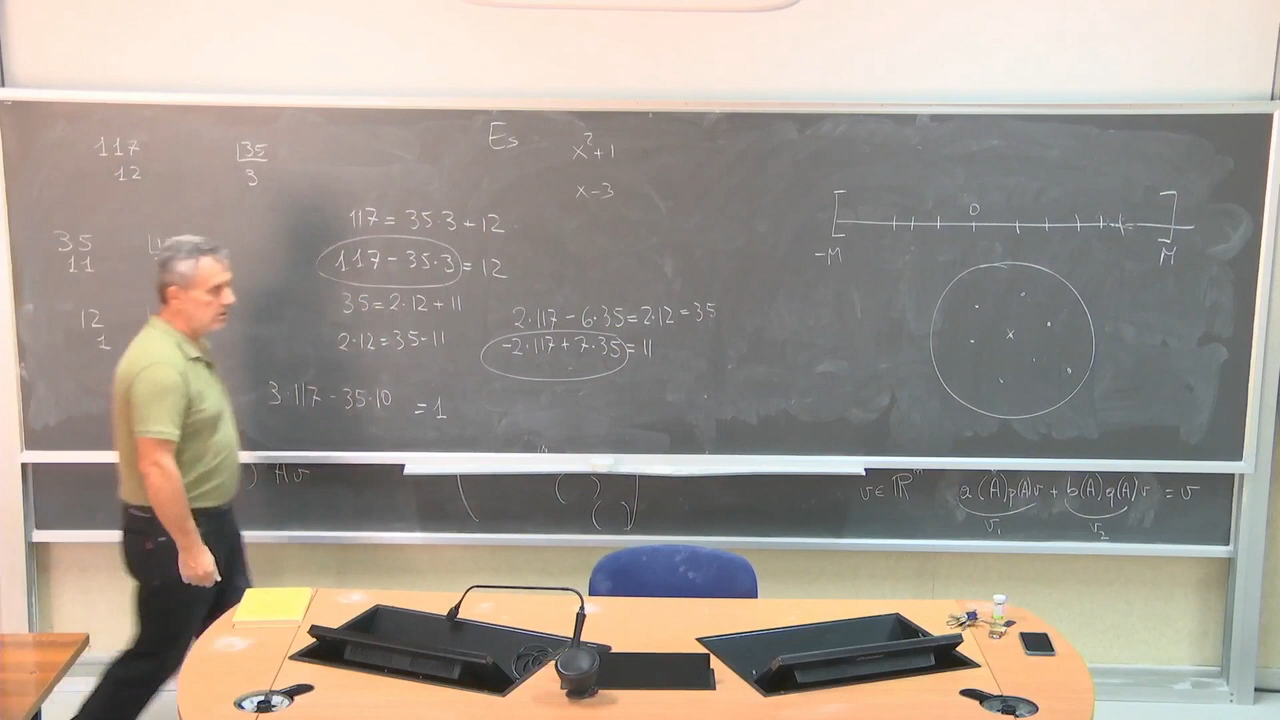 117 |35
12 3
35
11
12
1
117 = 35·3 + 12
117 - 35·3 = 12
35 = 2·12 + 11
2·12 = 35-11
3·117 - 35·10 = 1
Es
x²+1
x-3
2·117 - 6·35 = 2·12 = 35
-2·117 + 7·35 = 11
0
-M M
x
) Av
v ∈ ℝⁿ a(A)p(A)v + b(A)q(A)v = v
v₁ v₂